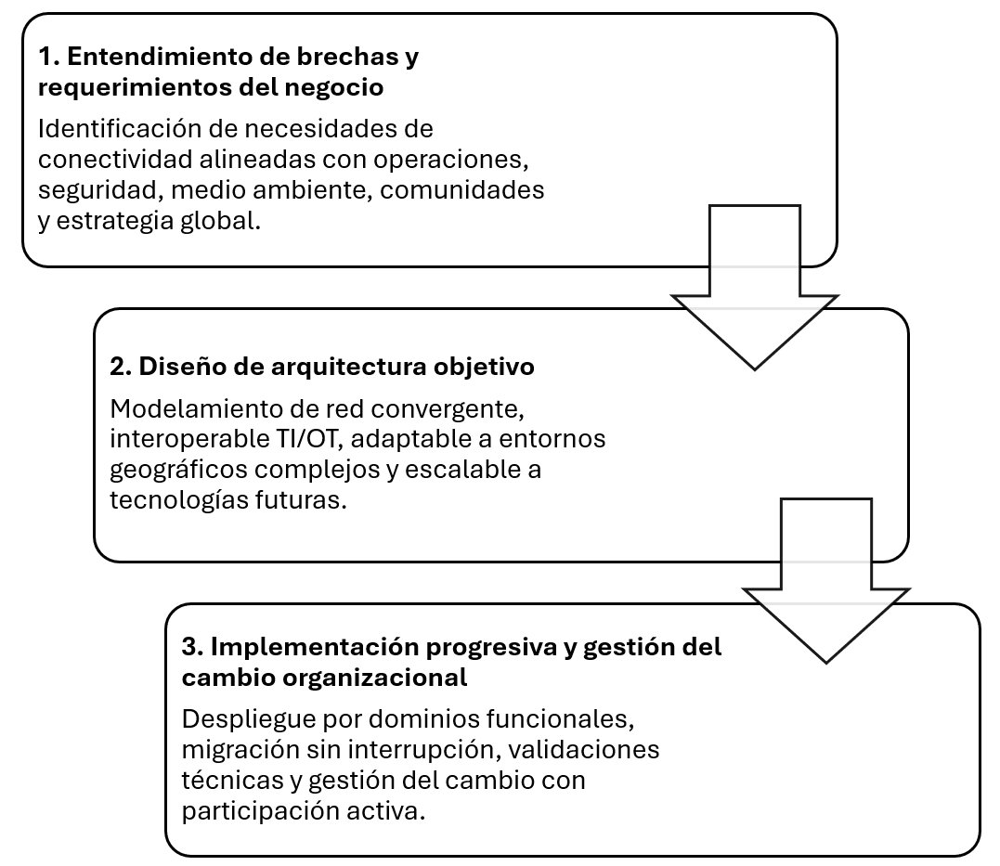 1. Entendimiento de brechas y
requerimientos del negocio
Identificación de necesidades de
conectividad alineadas con operaciones,
seguridad, medio ambiente, comunidades
y estrategia global.
2. Diseño de arquitectura objetivo
Modelamiento de red convergente,
interoperable TI/OT, adaptable a entornos
geográficos complejos y escalable a
tecnologías futuras.
3. Implementación progresiva y gestión del
cambio organizacional
Despliegue por dominios funcionales,
migración sin interrupción, validaciones
técnicas y gestión del cambio con
participación activa.